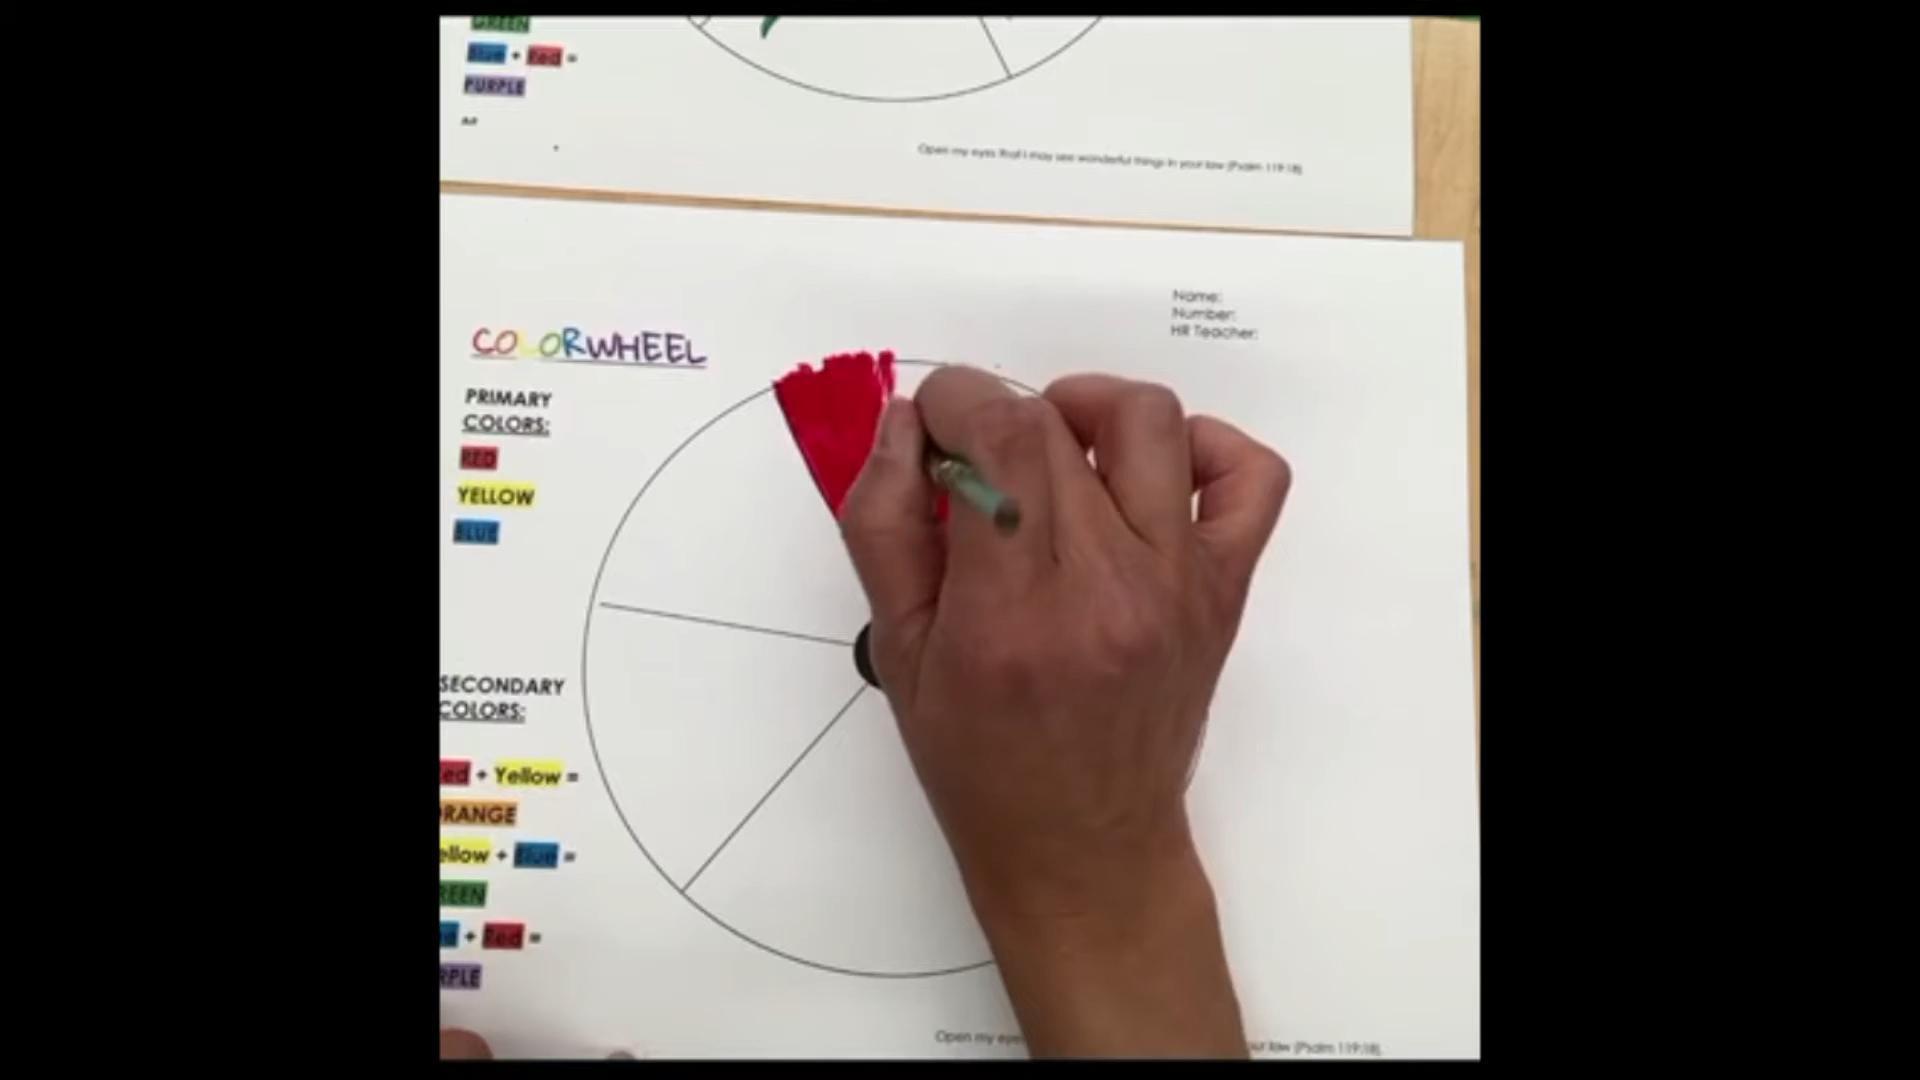 GREEN
Blue + Red =
PURPLE
Open my eyes that I may see wonderful things in your law (Psalm 119:18)
Name:
Number:
HR Teacher:
COLORWHEEL
PRIMARY
COLORS:
RED
YELLOW
BLUE
SECONDARY
COLORS:
ed + Yellow =
RANGE
ellow + Blue =
REEN
+ Red =
RPLE
Open my eyes
ur law (Psalm 119:18)